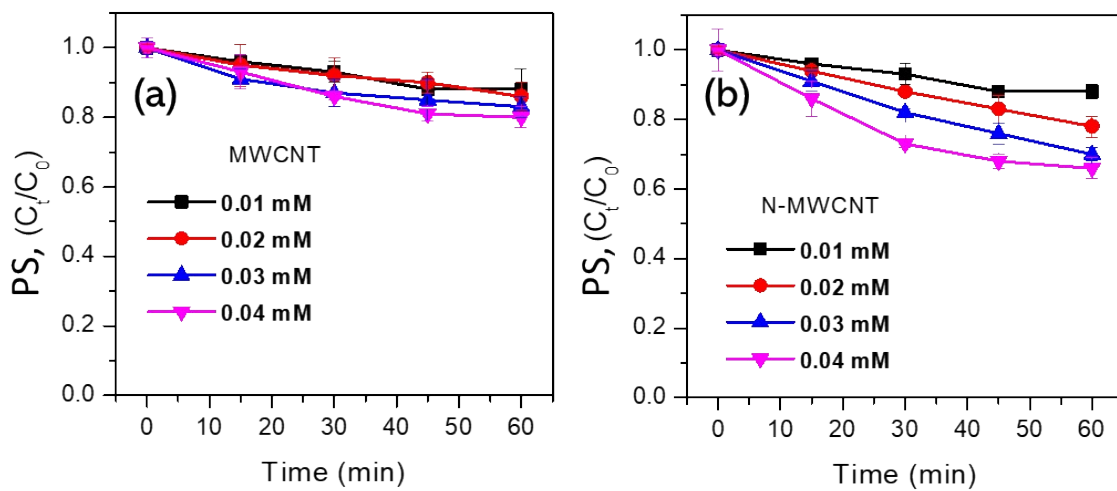 (a)
MWCNT
0.01 mM
0.02 mM
0.03 mM
0.04 mM
PS, (Ct/C0)
1.0
0.8
0.6
0.4
0.2
0.0
0 10 20 30 40 50 60
Time (min)
(b)
N-MWCNT
0.01 mM
0.02 mM
0.03 mM
0.04 mM
PS, (Ct/C0)
1.0
0.8
0.6
0.4
0.2
0.0
0 10 20 30 40 50 60
Time (min)